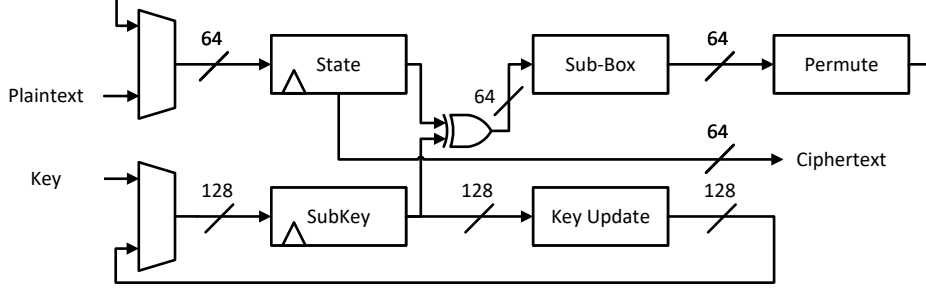 64
State
Sub-Box
64
Permute
Plaintext
64
64
Ciphertext
Key
128
SubKey
128
Key Update
128